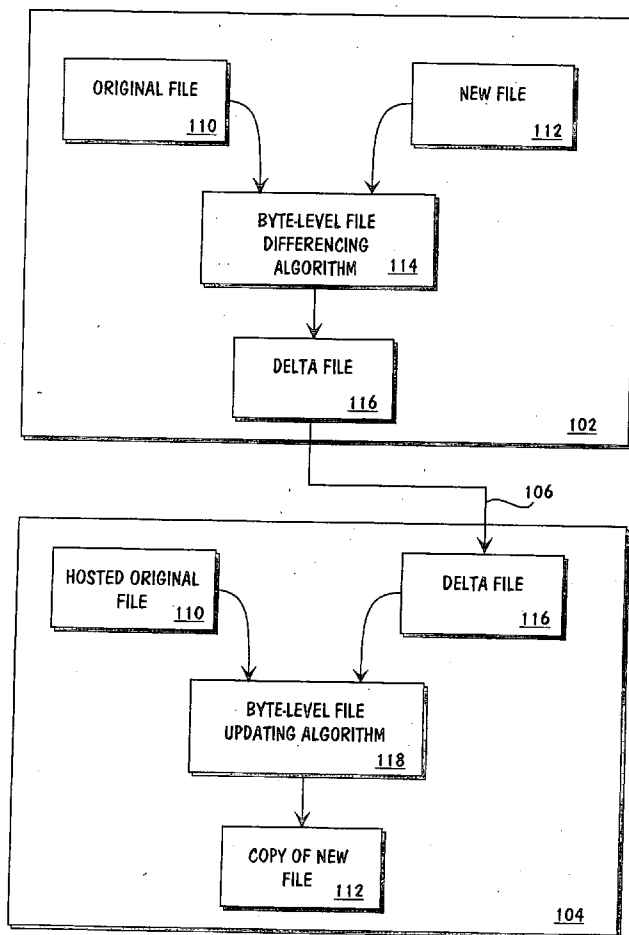 ORIGINAL FILE
110
NEW FILE
112
BYTE-LEVEL FILE
DIFFERENCING
ALGORITHM
114
DELTA FILE
116
102
106
HOSTED ORIGINAL
FILE
110
DELTA FILE
116
BYTE-LEVEL FILE
UPDATING ALGORITHM
118
COPY OF NEW
FILE
112
104